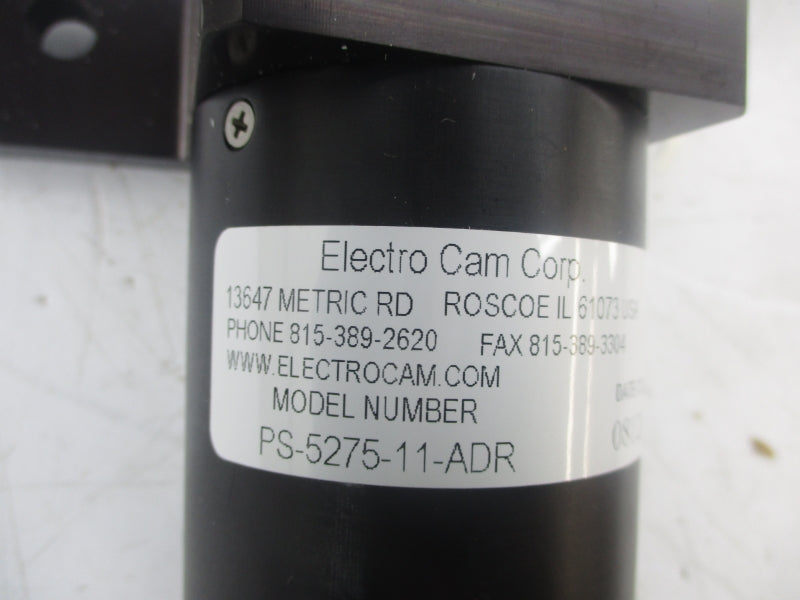 Electro Cam Corp.
13647 METRIC RD ROSCOE IL 61073 USA
PHONE 815-389-2620 FAX 815-389-3304
WWW.ELECTROCAM.COM
MODEL NUMBER
PS-5275-11-ADR